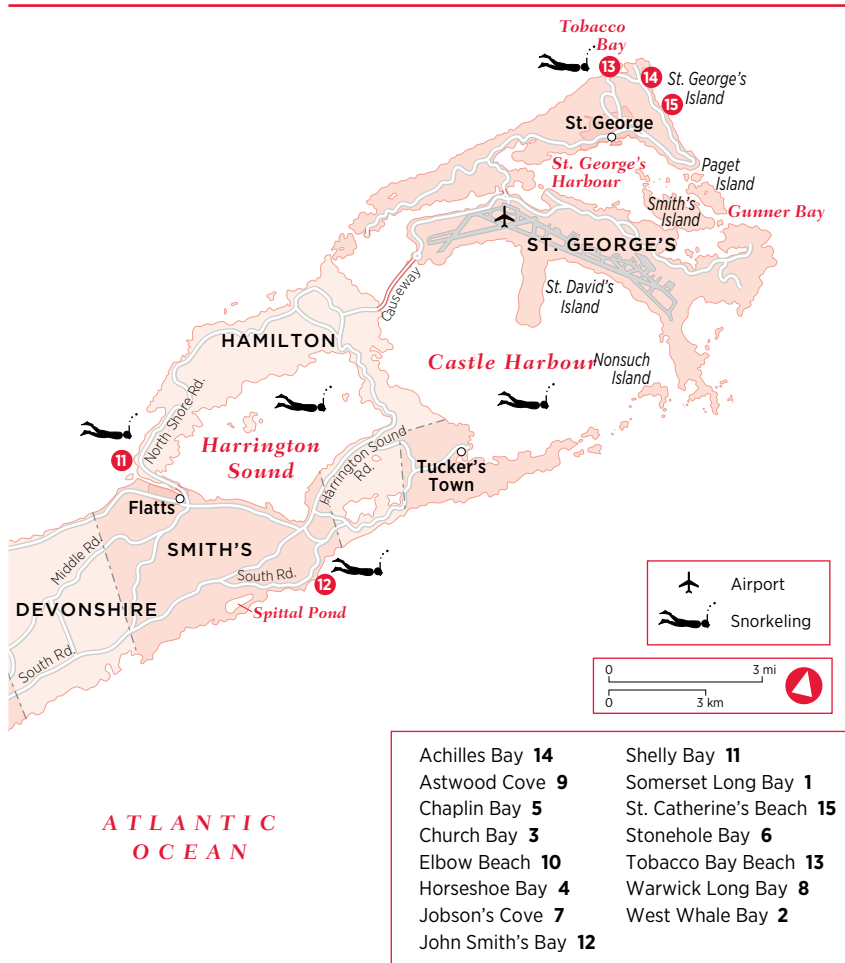 Tobacco
Bay
13
14
St. George's
Island
15
St. George
St. George's
Harbour
Paget
Island
Smith's
Island
Gunner Bay
ST. GEORGE'S
Causeway
St. David's
Island
HAMILTON
Castle Harbour
Nonsuch
Island
North Shore Rd.
11
Harrington
Sound
Harrington Sound
Rd.
Tucker's
Town
Flatts
Middle Rd.
SMITH'S
South Rd.
12
DEVONSHIRE
Spittal Pond
South Rd.
Airport
Snorkeling
0 3 mi
0 3 km
ATLANTIC
OCEAN
Achilles Bay 14
Astwood Cove 9
Chaplin Bay 5
Church Bay 3
Elbow Beach 10
Horseshoe Bay 4
Jobson's Cove 7
John Smith's Bay 12
Shelly Bay 11
Somerset Long Bay 1
St. Catherine's Beach 15
Stonehole Bay 6
Tobacco Bay Beach 13
Warwick Long Bay 8
West Whale Bay 2